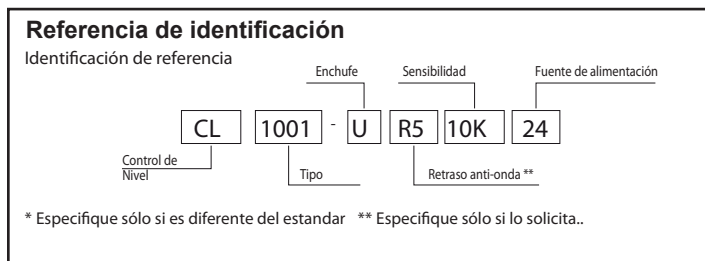 Referencia de identificación
Identificación de referencia
Enchufe Sensibilidad Fuente de alimentación
CL 1001 - U R5 10K 24
Control de
Nivel Tipo Retraso anti-onda **
* Especifique sólo si es diferente del estandar ** Especifique sólo si lo solicita..